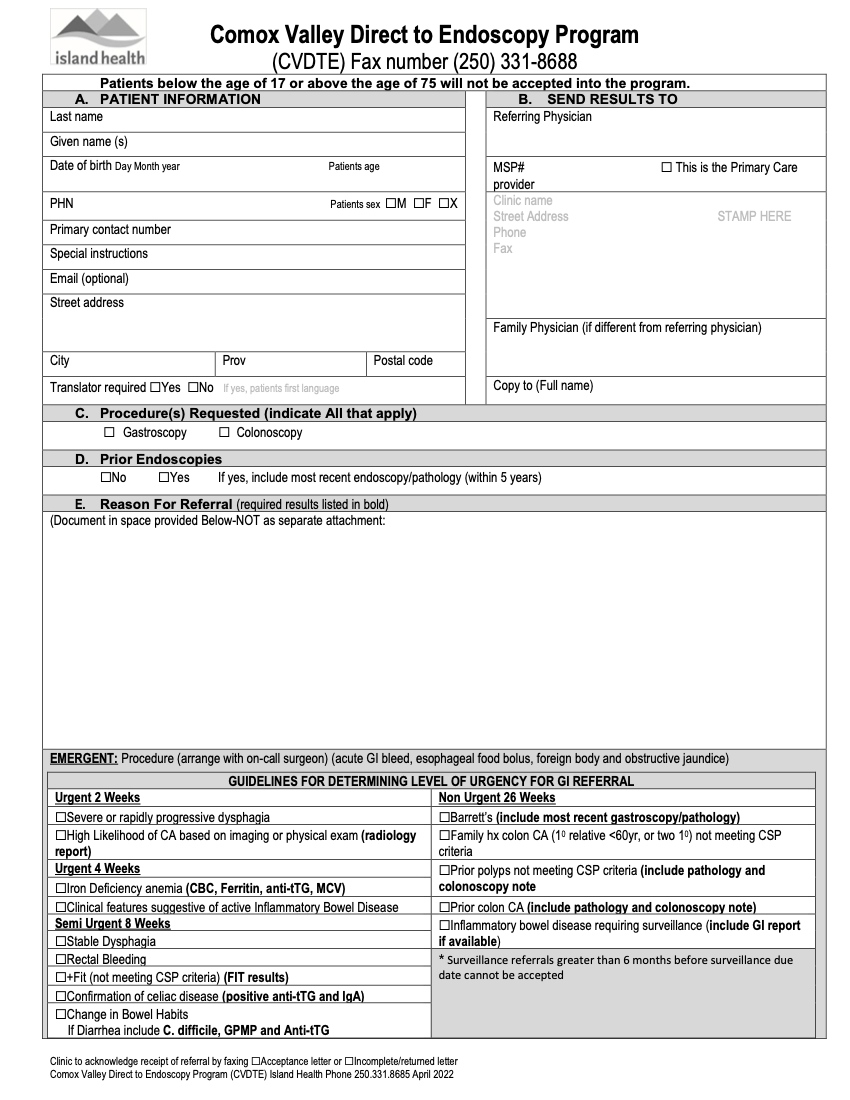 island health
Comox Valley Direct to Endoscopy Program
(CVDTE) Fax number (250) 331-8688
Patients below the age of 17 or above the age of 75 will not be accepted into the program.
A. PATIENT INFORMATION
Last name
Given name (s)
Date of birth Day Month year Patients age
PHN Patients sex ☐M ☐F ☐X
Primary contact number
Special instructions
Email (optional)
Street address
City Prov Postal code
Translator required ☐Yes ☐No If yes, patients first language
B. SEND RESULTS TO
Referring Physician
MSP# ☐ This is the Primary Care
provider
Clinic name
Street Address STAMP HERE
Phone
Fax
Family Physician (if different from referring physician)
Copy to (Full name)
C. Procedure(s) Requested (indicate All that apply)
☐ Gastroscopy ☐ Colonoscopy
D. Prior Endoscopies
☐No ☐Yes If yes, include most recent endoscopy/pathology (within 5 years)
E. Reason For Referral (required results listed in bold)
(Document in space provided Below-NOT as separate attachment:
EMERGENT: Procedure (arrange with on-call surgeon) (acute GI bleed, esophageal food bolus, foreign body and obstructive jaundice)
GUIDELINES FOR DETERMINING LEVEL OF URGENCY FOR GI REFERRAL
Urgent 2 Weeks
☐Severe or rapidly progressive dysphagia
☐High Likelihood of CA based on imaging or physical exam (radiology
report)
Urgent 4 Weeks
☐Iron Deficiency anemia (CBC, Ferritin, anti-tTG, MCV)
☐Clinical features suggestive of active Inflammatory Bowel Disease
Semi Urgent 8 Weeks
☐Stable Dysphagia
☐Rectal Bleeding
☐+Fit (not meeting CSP criteria) (FIT results)
☐Confirmation of celiac disease (positive anti-tTG and IgA)
☐Change in Bowel Habits
If Diarrhea include C. difficile, GPMP and Anti-tTG
Non Urgent 26 Weeks
☐Barrett's (include most recent gastroscopy/pathology)
☐Family hx colon CA (1⁰ relative <60yr, or two 1⁰) not meeting CSP
criteria
☐Prior polyps not meeting CSP criteria (include pathology and
colonoscopy note
☐Prior colon CA (include pathology and colonoscopy note)
☐Inflammatory bowel disease requiring surveillance (include GI report
if available)
* Surveillance referrals greater than 6 months before surveillance due
date cannot be accepted
Clinic to acknowledge receipt of referral by faxing ☐Acceptance letter or ☐Incomplete/returned letter
Comox Valley Direct to Endoscopy Program (CVDTE) Island Health Phone 250.331.8685 April 2022